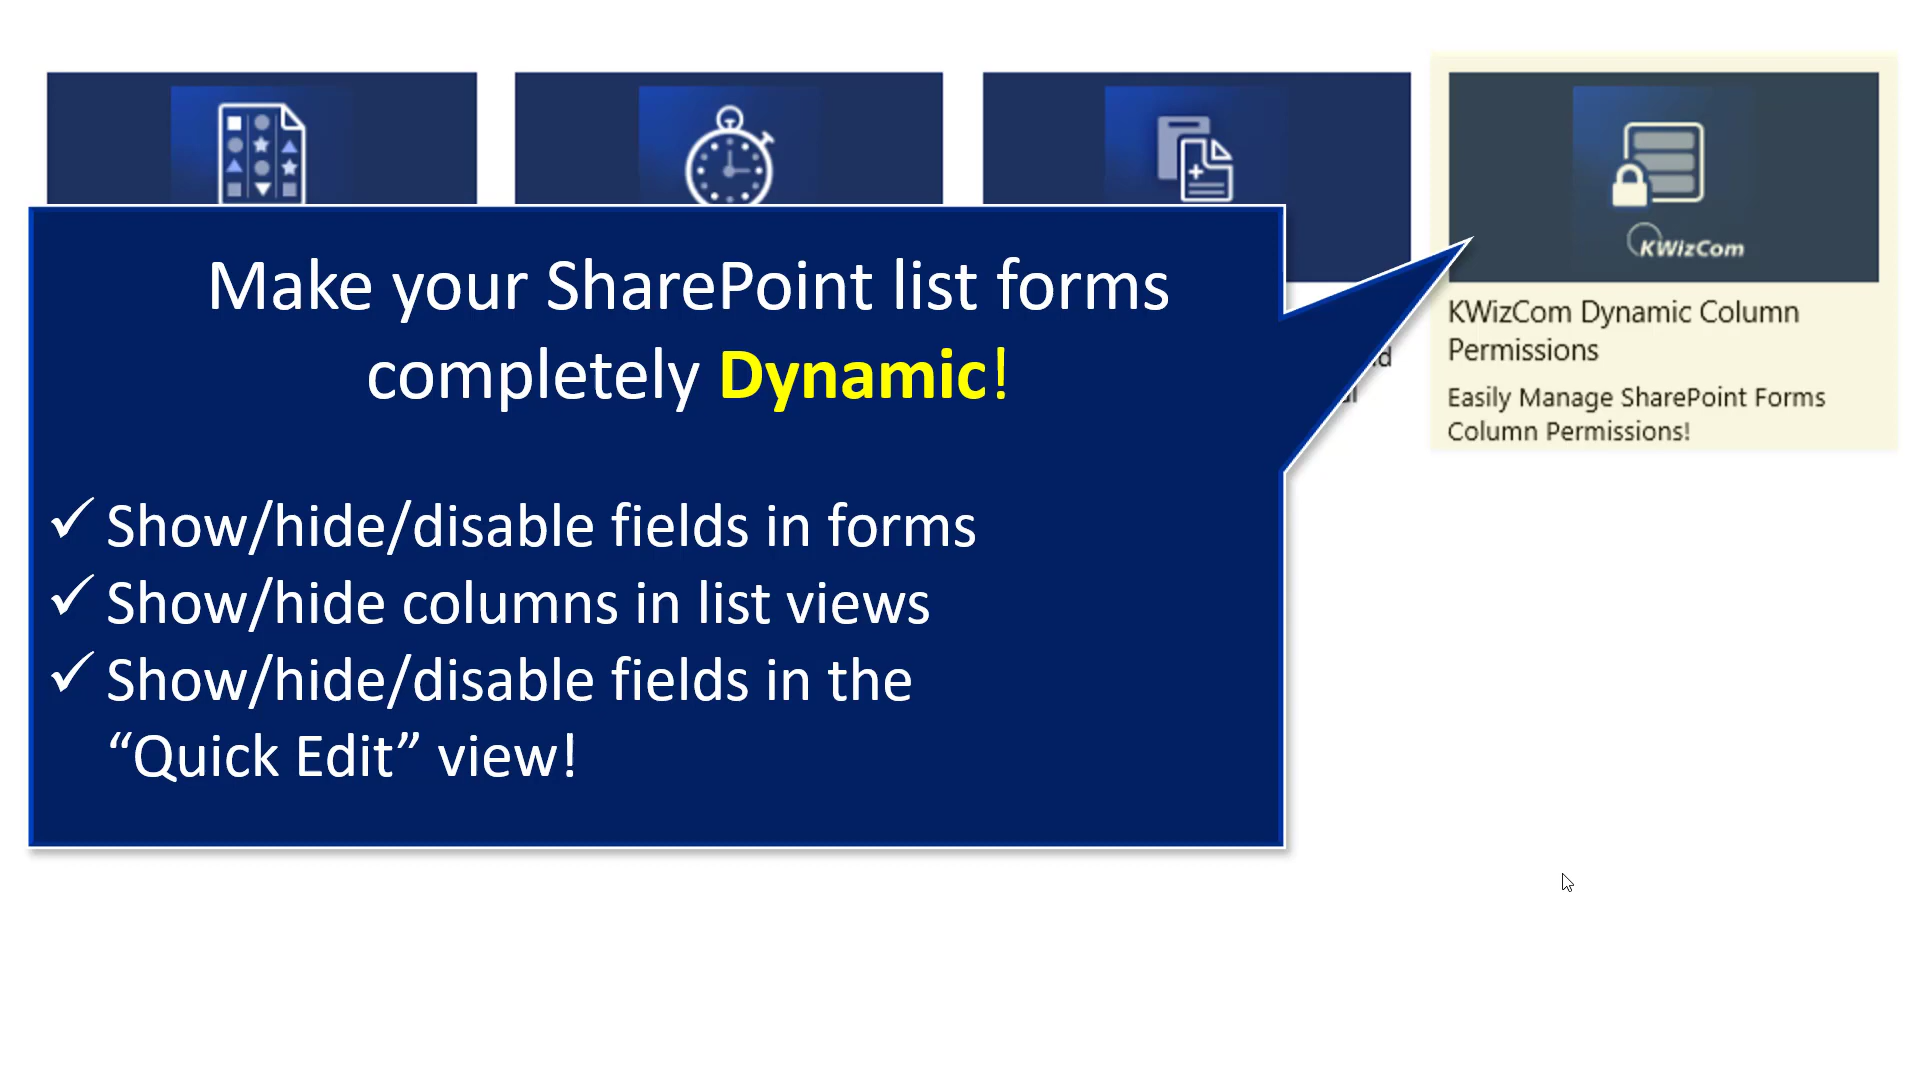 Make your SharePoint list forms
completely Dynamic!
✓ Show/hide/disable fields in forms
✓ Show/hide columns in list views
✓ Show/hide/disable fields in the
“Quick Edit” view!
KWizCom
KWizCom Dynamic Column
Permissions
Easily Manage SharePoint Forms
Column Permissions!